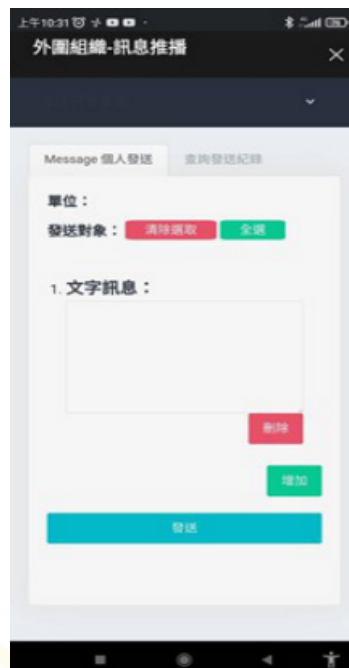 上午10:31
外圍組織-訊息推播
Message 個人發送 查詢發送紀錄
單位：
發送對象： 清除選取 全選
1. 文字訊息：
刪除
增加
發送